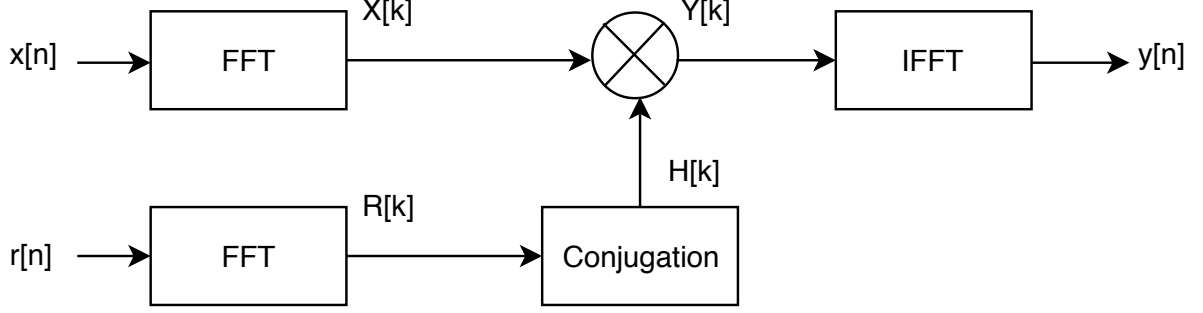 X[k]
Y[k]
x[n]
FFT
IFFT
y[n]
H[k]
R[k]
r[n]
FFT
Conjugation